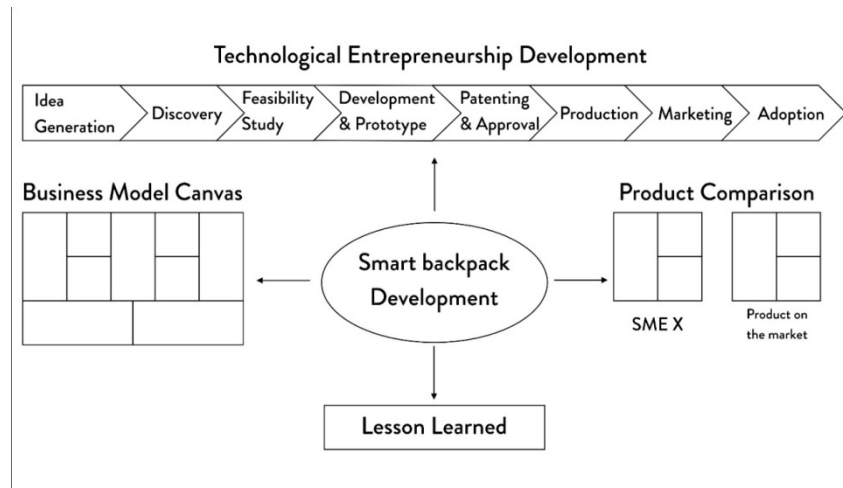 Technological Entrepreneurship Development
Idea
Generation
Discovery
Feasibility
Study
Development
& Prototype
Patenting
& Approval
Production
Marketing
Adoption
Business Model Canvas
Product Comparison
Smart backpack
Development
SME X
Product on
the market
Lesson Learned